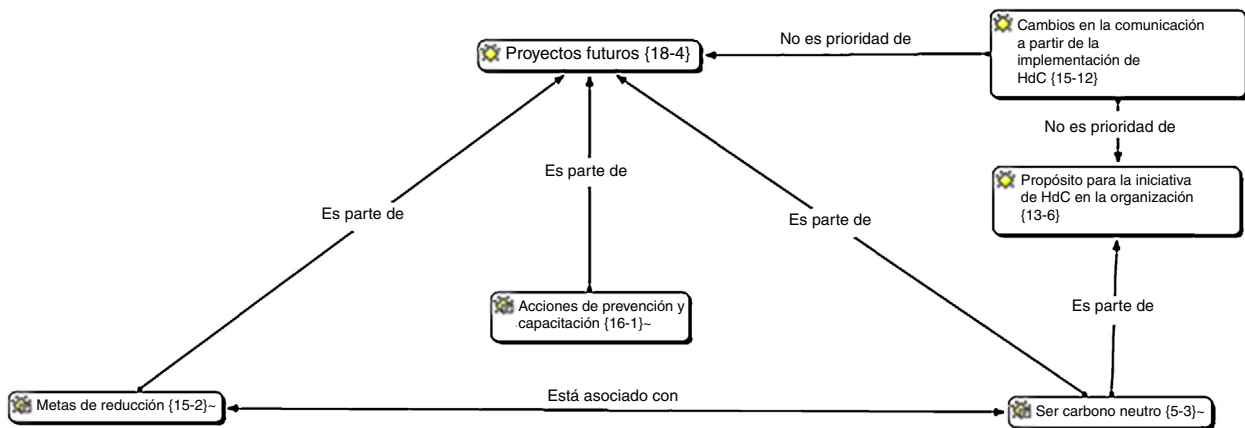 Cambios en la comunicación
a partir de la
implementación de
HdC {15-12}
No es prioridad de
Proyectos futuros {18-4}
No es prioridad de
Es parte de
Propósito para la iniciativa
de HdC en la organización
{13-6}
Es parte de
Es parte de
Acciones de prevención y
capacitación {16-1}~
Es parte de
Está asociado con
Metas de reducción {15-2}~
Ser carbono neutro {5-3}~